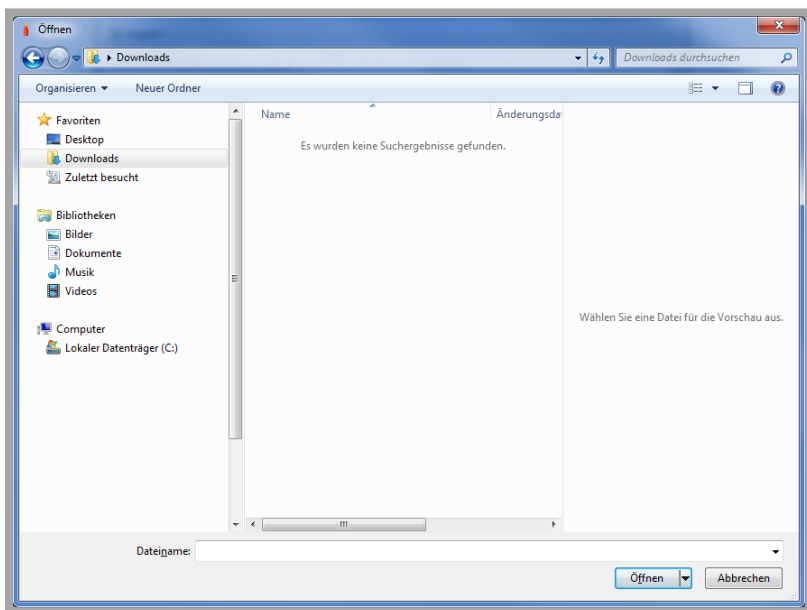 Öffnen
Downloads
Downloads durchsuchen
Organisieren
Neuer Ordner
Favoriten
Desktop
Downloads
Zuletzt besucht
Bibliotheken
Bilder
Dokumente
Musik
Videos
Computer
Lokaler Datenträger (C:)
Name
Änderungsda
Es wurden keine Suchergebnisse gefunden.
Wählen Sie eine Datei für die Vorschau aus.
Dateiname:
Öffnen
Abbrechen